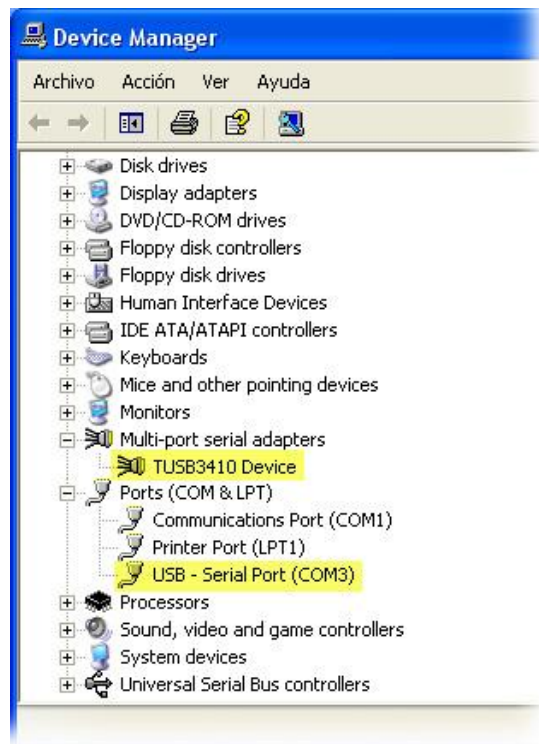 Device Manager
Archivo Acción Ver Ayuda
Disk drives
Display adapters
DVD/CD-ROM drives
Floppy disk controllers
Floppy disk drives
Human Interface Devices
IDE ATA/ATAPI controllers
Keyboards
Mice and other pointing devices
Monitors
Multi-port serial adapters
TUSB3410 Device
Ports (COM & LPT)
Communications Port (COM1)
Printer Port (LPT1)
USB - Serial Port (COM3)
Processors
Sound, video and game controllers
System devices
Universal Serial Bus controllers